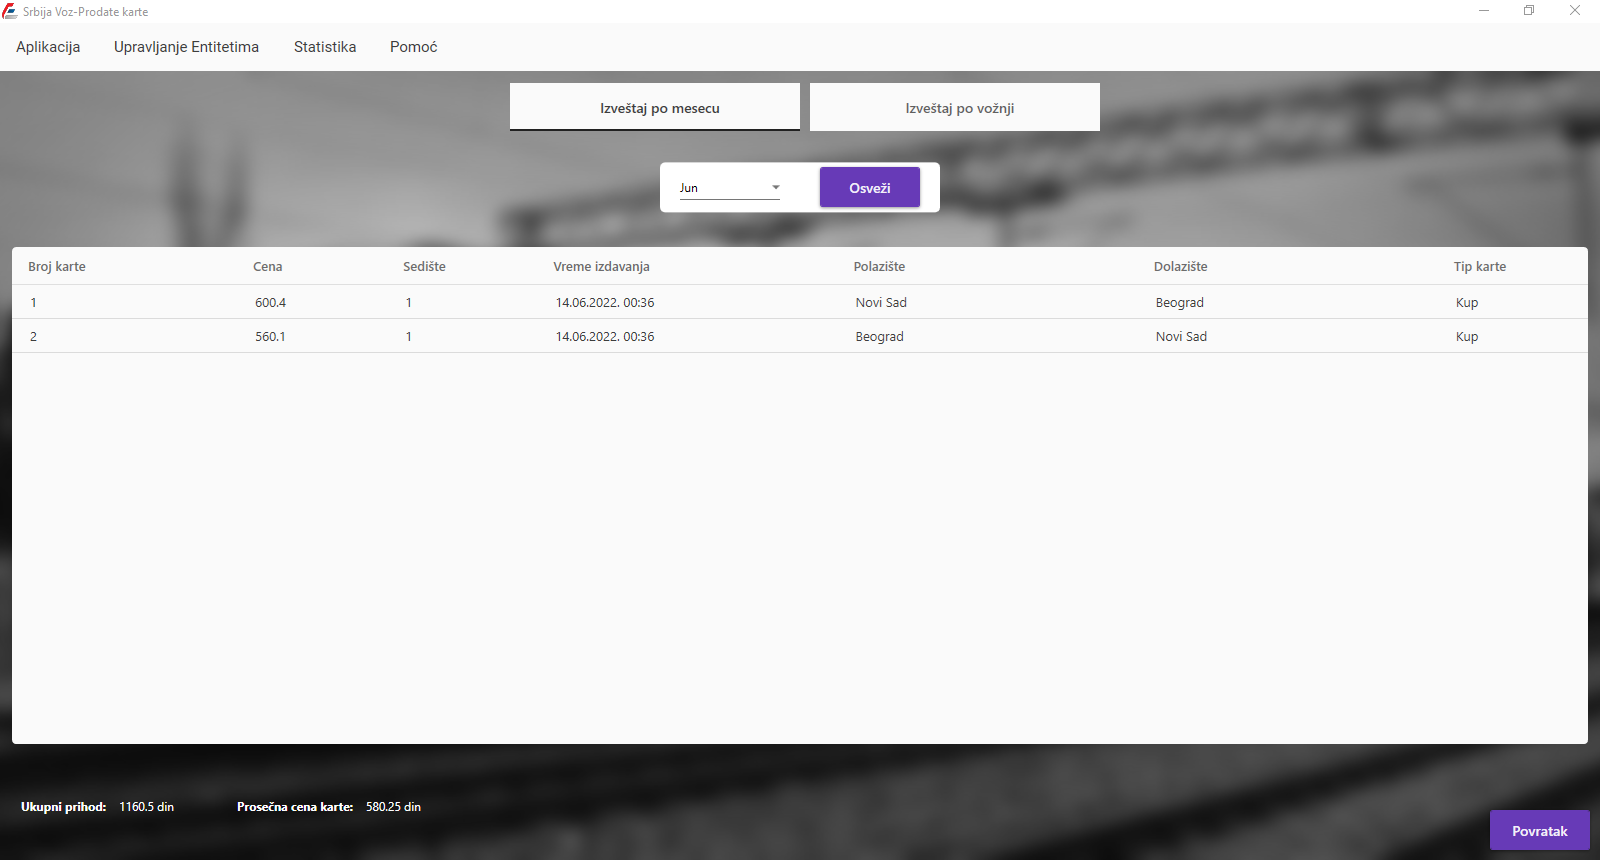 Srbija Voz-Prodate karte
Aplikacija Upravljanje Entitetima Statistika Pomoć
Izveštaj po mesecu Izveštaj po vožnji
Jun Osveži
Broj karte Cena Sedište Vreme izdavanja Polazište Dolazište Tip karte
1 600.4 1 14.06.2022. 00:36 Novi Sad Beograd Kup
2 560.1 1 14.06.2022. 00:36 Beograd Novi Sad Kup
Ukupni prihod: 1160.5 din Prosečna cena karte: 580.25 din
Povratak